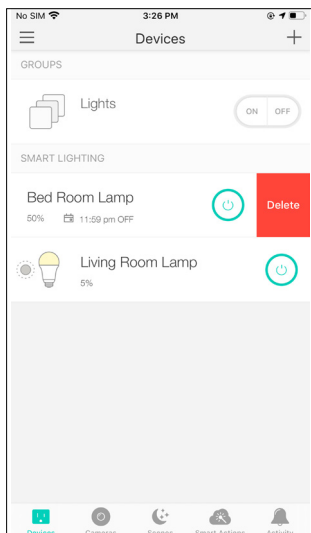 No SIM 3:26 PM
Devices
GROUPS
Lights
ON OFF
SMART LIGHTING
Bed Room Lamp
50% 11:59 pm OFF
Delete
Living Room Lamp
5%
Devices Cameras Scenes Smart Actions Activity